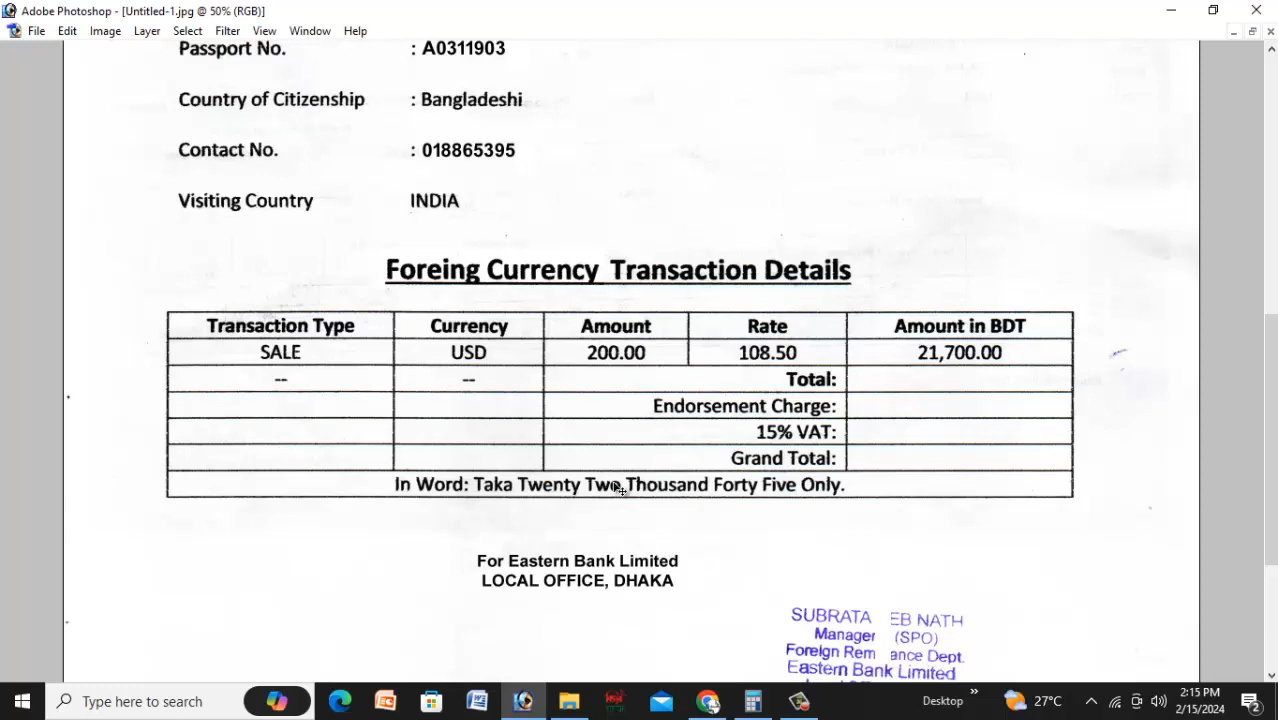 Adobe Photoshop - [Untitled-1.jpg @ 50% (RGB)]
File Edit Image Layer Select Filter View Window Help
Passport No. : A0311903
Country of Citizenship : Bangladeshi
Contact No. : 018865395
Visiting Country INDIA
Foreing Currency Transaction Details
Transaction Type Currency Amount Rate Amount in BDT
SALE USD 200.00 108.50 21,700.00
-- -- Total:
Endorsement Charge:
15% VAT:
Grand Total:
In Word: Taka Twenty Two Thousand Forty Five Only.
For Eastern Bank Limited
LOCAL OFFICE, DHAKA
SUBRATA EB NATH
Manager (SPO)
Foreign Rem ance Dept.
Eastern Bank Limited
Type here to search
Desktop
27°C
2:15 PM
2/15/2024
2